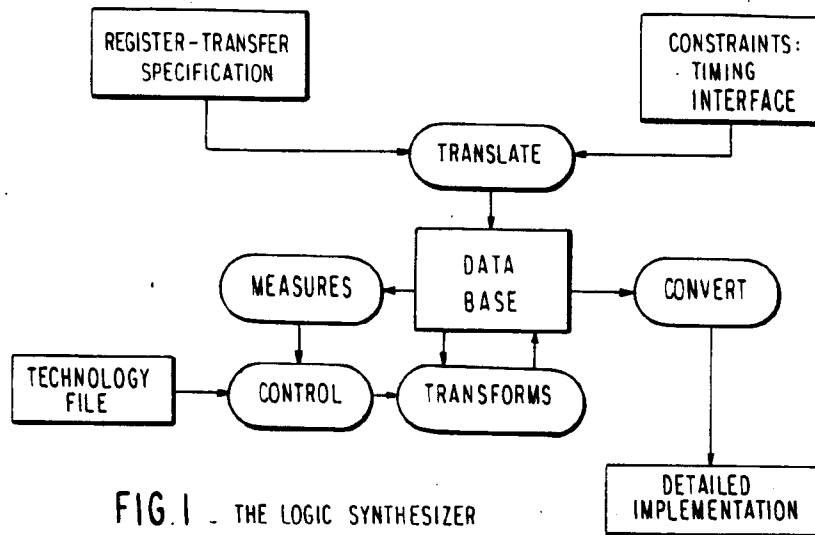 REGISTER-TRANSFER
SPECIFICATION
CONSTRAINTS:
TIMING
INTERFACE
TRANSLATE
DATA
BASE
MEASURES
CONVERT
TECHNOLOGY
FILE
CONTROL
TRANSFORMS
DETAILED
IMPLEMENTATION
FIG.1 - THE LOGIC SYNTHESIZER